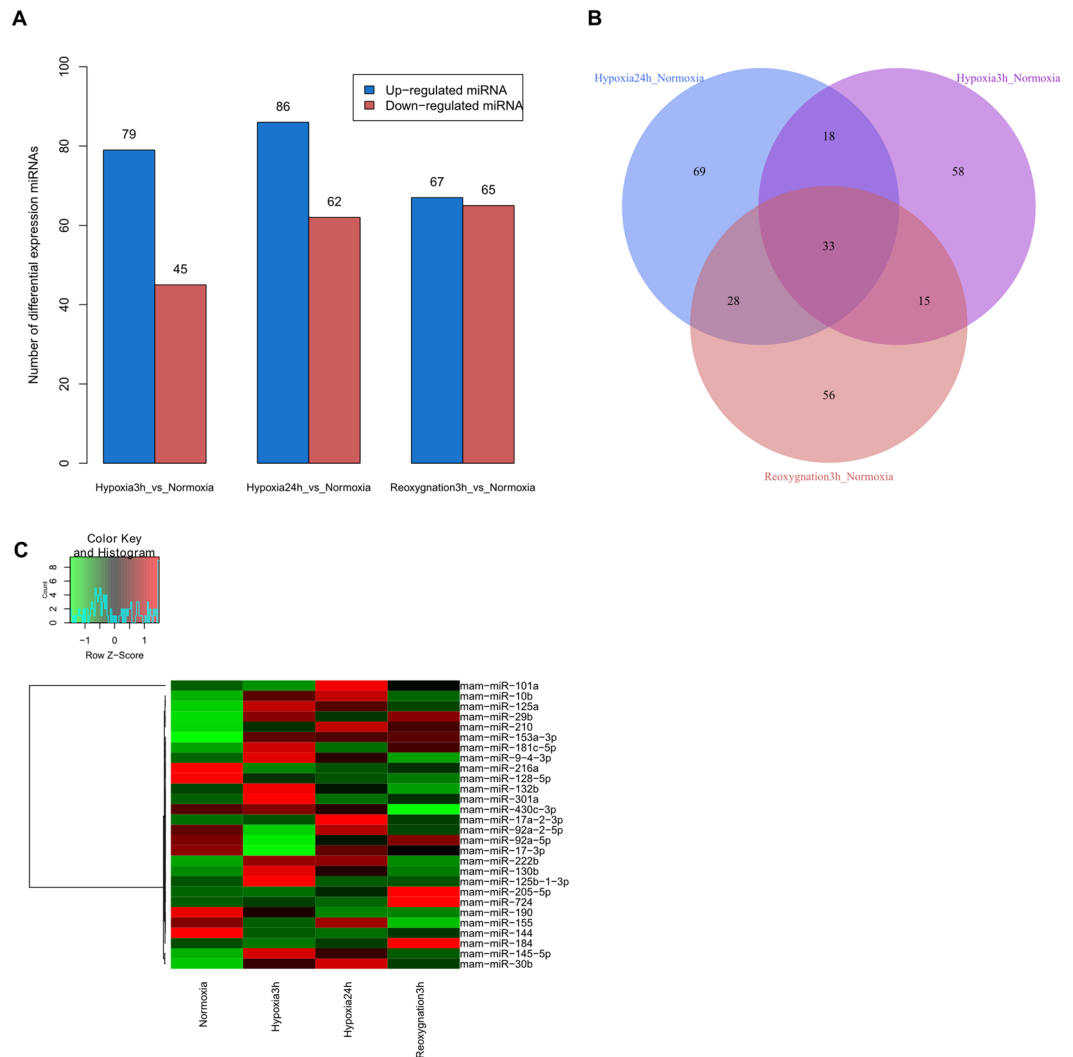 A
Number of differential expression miRNAs
100
80
60
40
20
0
Up-regulated miRNA
Down-regulated miRNA
79
45
86
62
67
65
Hypoxia3h_vs_Normoxia
Hypoxia24h_vs_Normoxia
Reoxygnation3h_vs_Normoxia
B
Hypoxia24h_Normoxia
Hypoxia3h_Normoxia
18
69
58
33
28
15
56
Reoxygnation3h_Normoxia
C
Color Key
and Histogram
Count
8
6
4
2
0
−1
0
1
Row Z-Score
mam-miR-101a
mam-miR-10b
mam-miR-125a
mam-miR-29b
mam-miR-210
mam-miR-153a-3p
mam-miR-181c-5p
mam-miR-9-4-3p
mam-miR-216a
mam-miR-128-5p
mam-miR-132b
mam-miR-301a
mam-miR-430c-3p
mam-miR-17a-2-3p
mam-miR-92a-2-5p
mam-miR-92a-5p
mam-miR-17-3p
mam-miR-222b
mam-miR-130b
mam-miR-125b-1-3p
mam-miR-205-5p
mam-miR-724
mam-miR-190
mam-miR-155
mam-miR-144
mam-miR-184
mam-miR-145-5p
mam-miR-30b
Normoxia
Hypoxia3h
Hypoxia24h
Reoxygnation3h